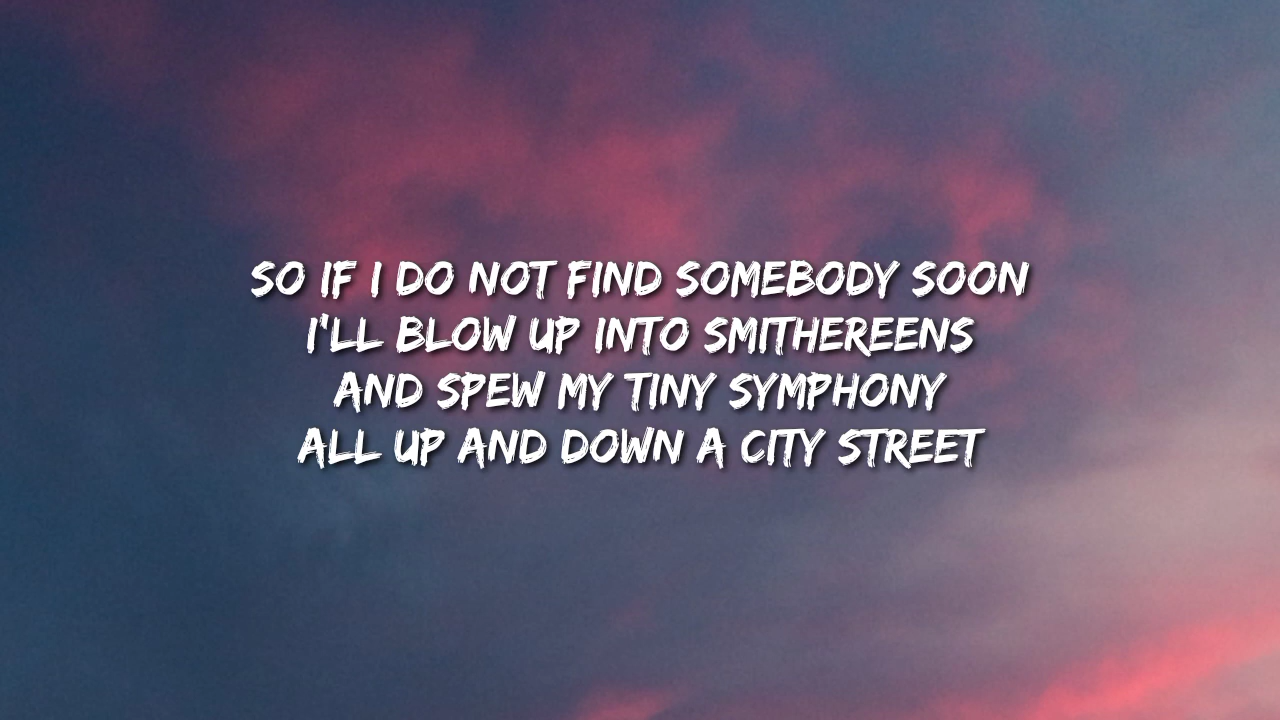 SO IF I DO NOT FIND SOMEBODY SOON
I'LL BLOW UP INTO SMITHEREENS
AND SPEW MY TINY SYMPHONY
ALL UP AND DOWN A CITY STREET